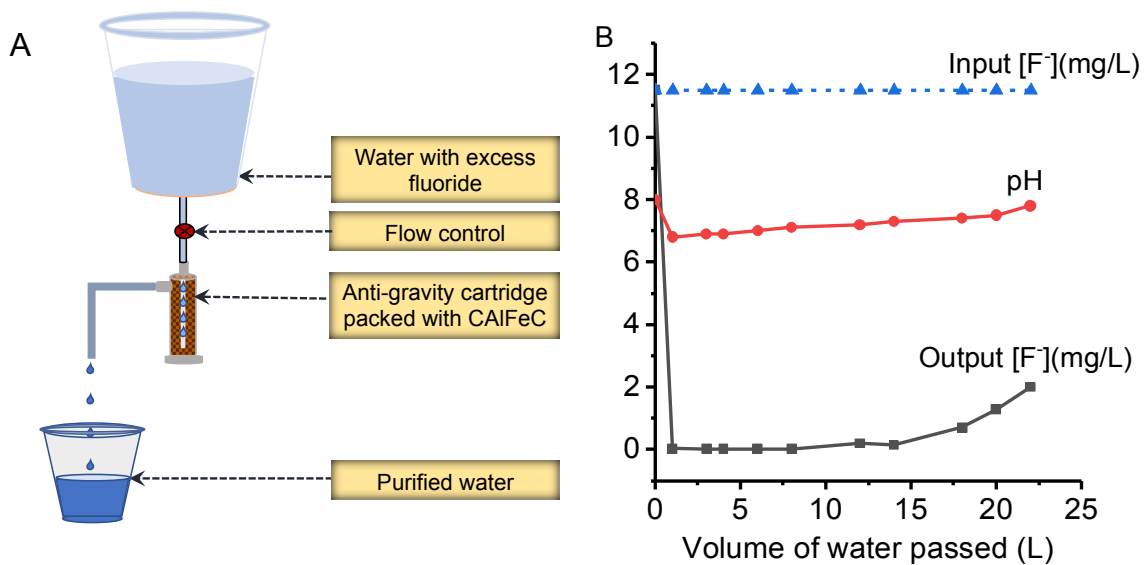 A
Water with excess
fluoride
Flow control
Anti-gravity cartridge
packed with CAlFeC
Purified water
B
Input [F⁻](mg/L)
pH
Output [F⁻](mg/L)
12
10
8
6
4
2
0
0 5 10 15 20 25
Volume of water passed (L)